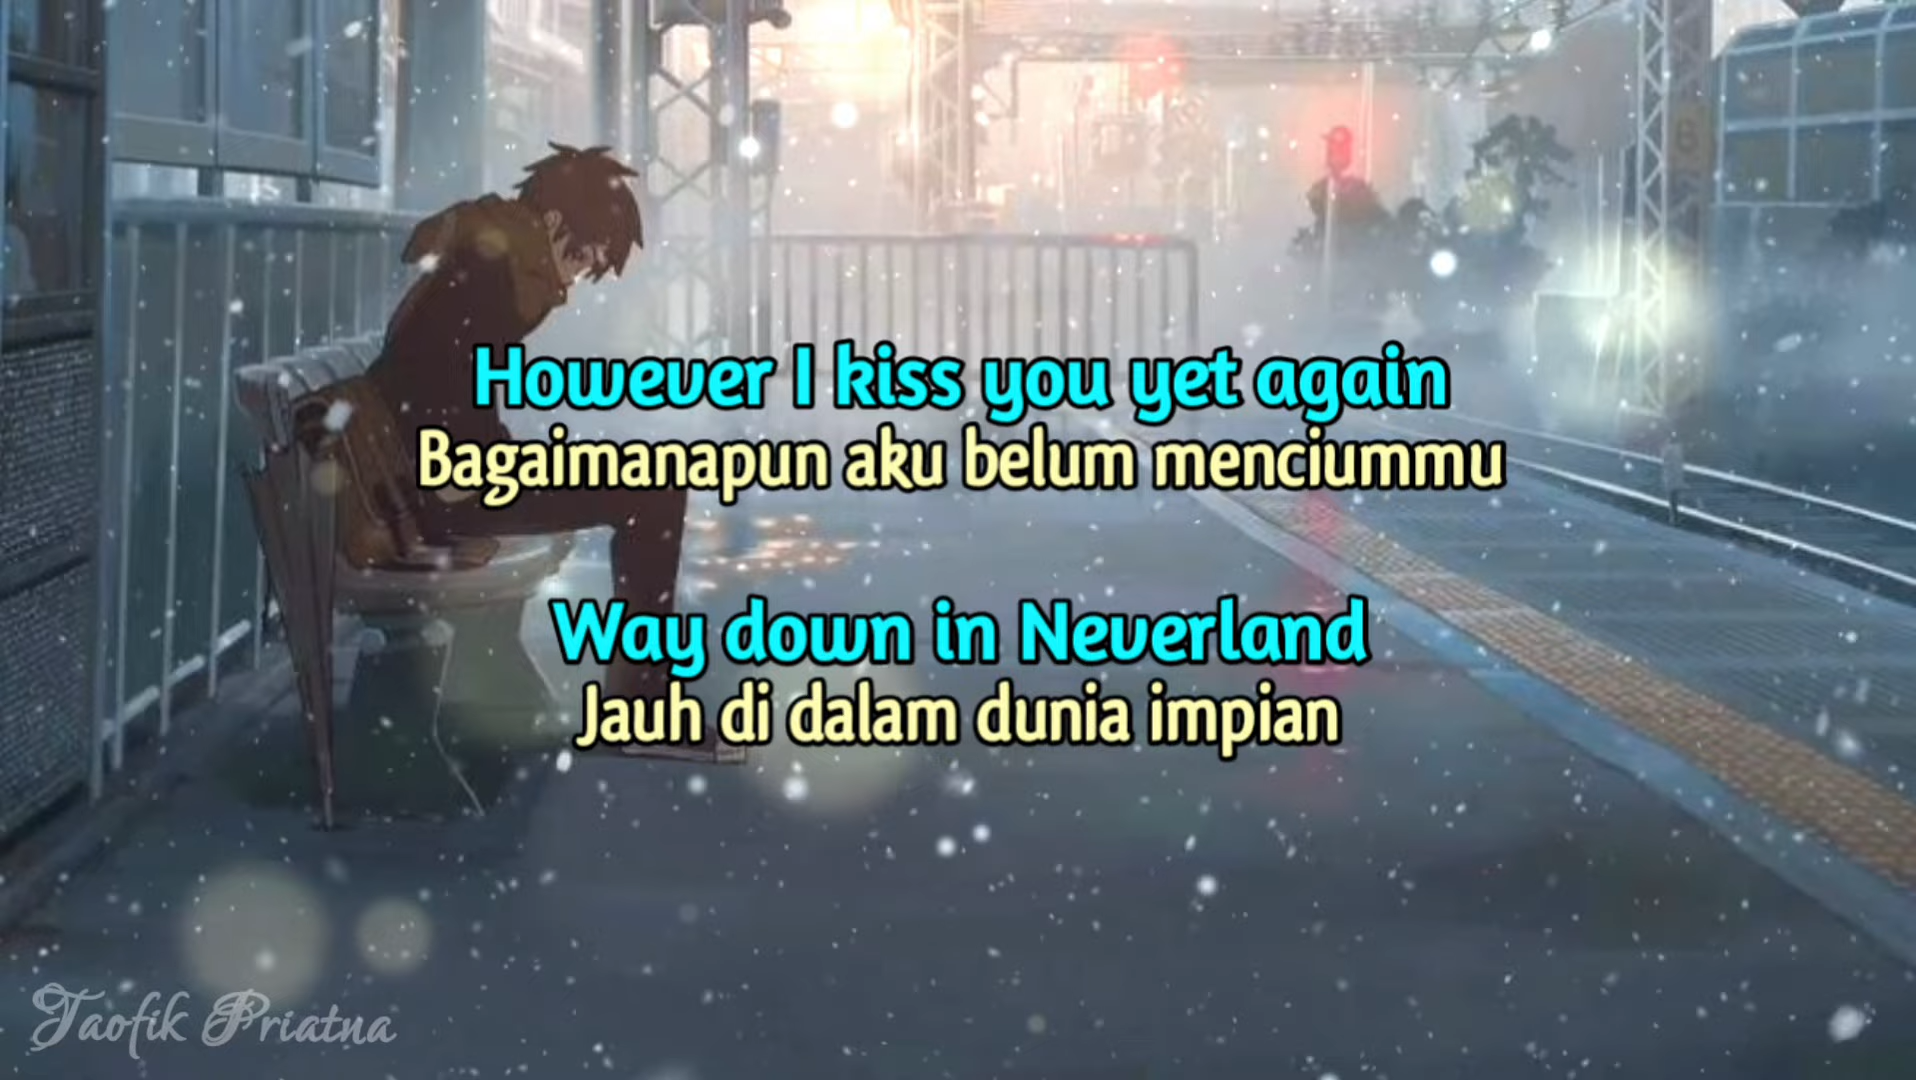 However I kiss you yet again
Bagaimanapun aku belum menciummu
Way down in Neverland
Jauh di dalam dunia impian
Taofik Priatna